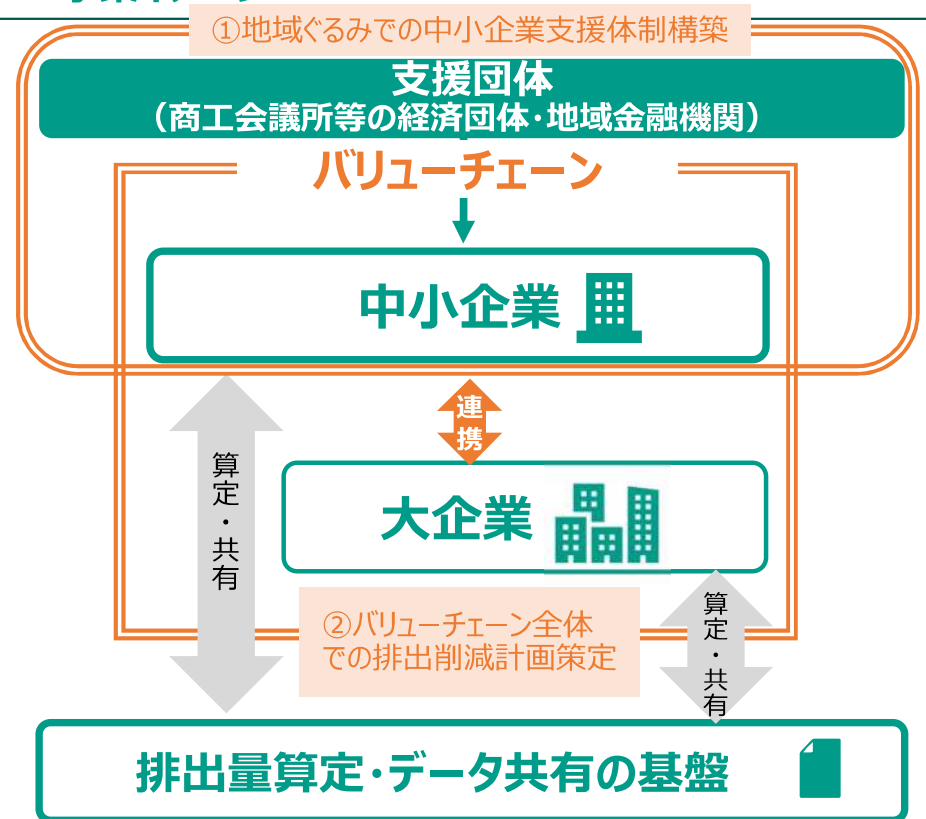 ①地域ぐるみでの中小企業支援体制構築
支援団体
（商工会議所等の経済団体・地域金融機関）
バリューチェーン
中小企業
連携
大企業
算定・共有
算定・共有
②バリューチェーン全体
での排出削減計画策定
排出量算定・データ共有の基盤